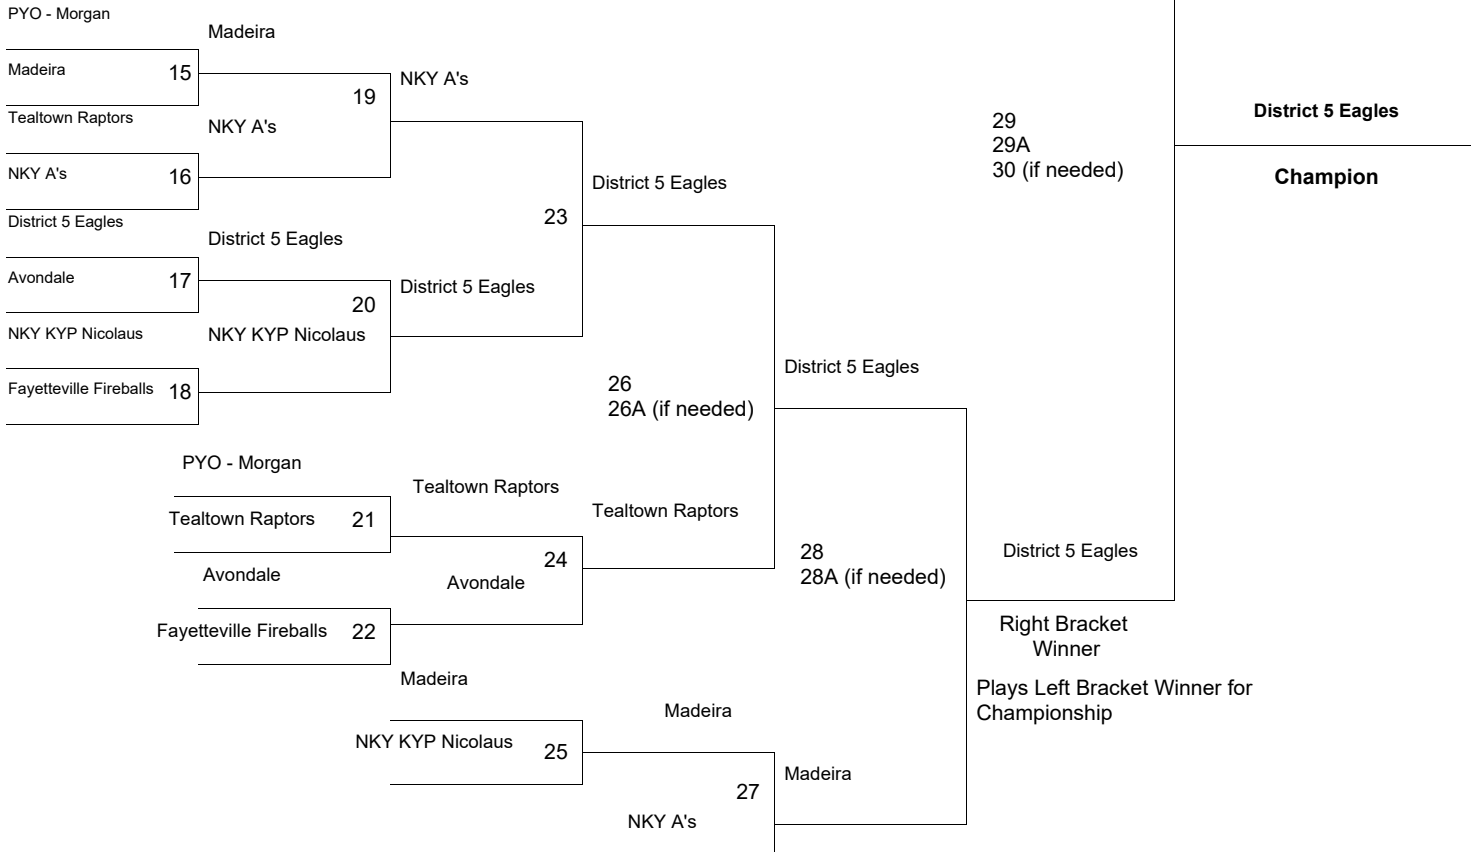 PYO - Morgan
Madeira
Madeira
15
NKY A's
19
Tealtown Raptors
NKY A's
NKY A's
16
District 5 Eagles
District 5 Eagles
23
District 5 Eagles
Avondale
17
District 5 Eagles
20
NKY KYP Nicolaus
NKY KYP Nicolaus
Fayetteville Fireballs
18
29
29A
30 (if needed)
District 5 Eagles
Champion
District 5 Eagles
26
26A (if needed)
PYO - Morgan
Tealtown Raptors
Tealtown Raptors
21
Tealtown Raptors
24
Avondale
Avondale
Fayetteville Fireballs
22
28
28A (if needed)
District 5 Eagles
Right Bracket
Winner
Plays Left Bracket Winner for
Championship
Madeira
Madeira
NKY KYP Nicolaus
25
Madeira
27
NKY A's